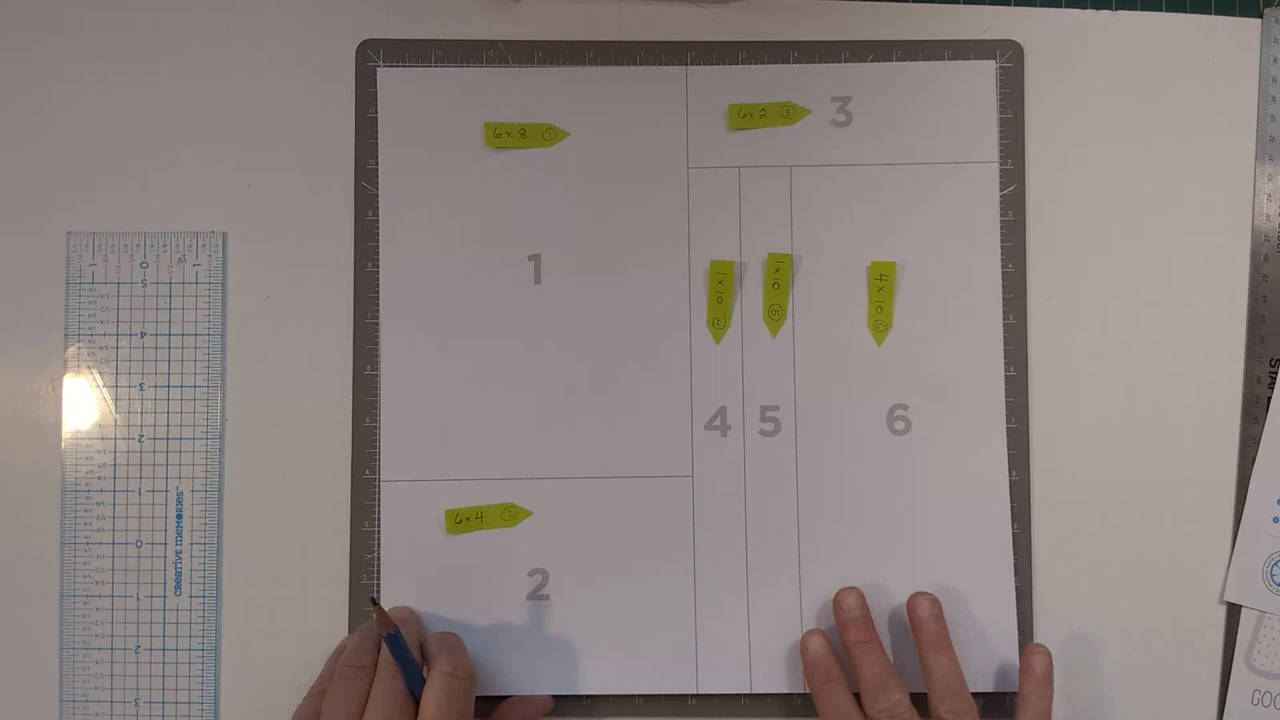 6x8 ①
1
6x4 ②
2
6x2 ③
3
1x10 ④
4
1x10 ⑤
5
4x10 ⑥
6
CREATIVE MEMORIES™